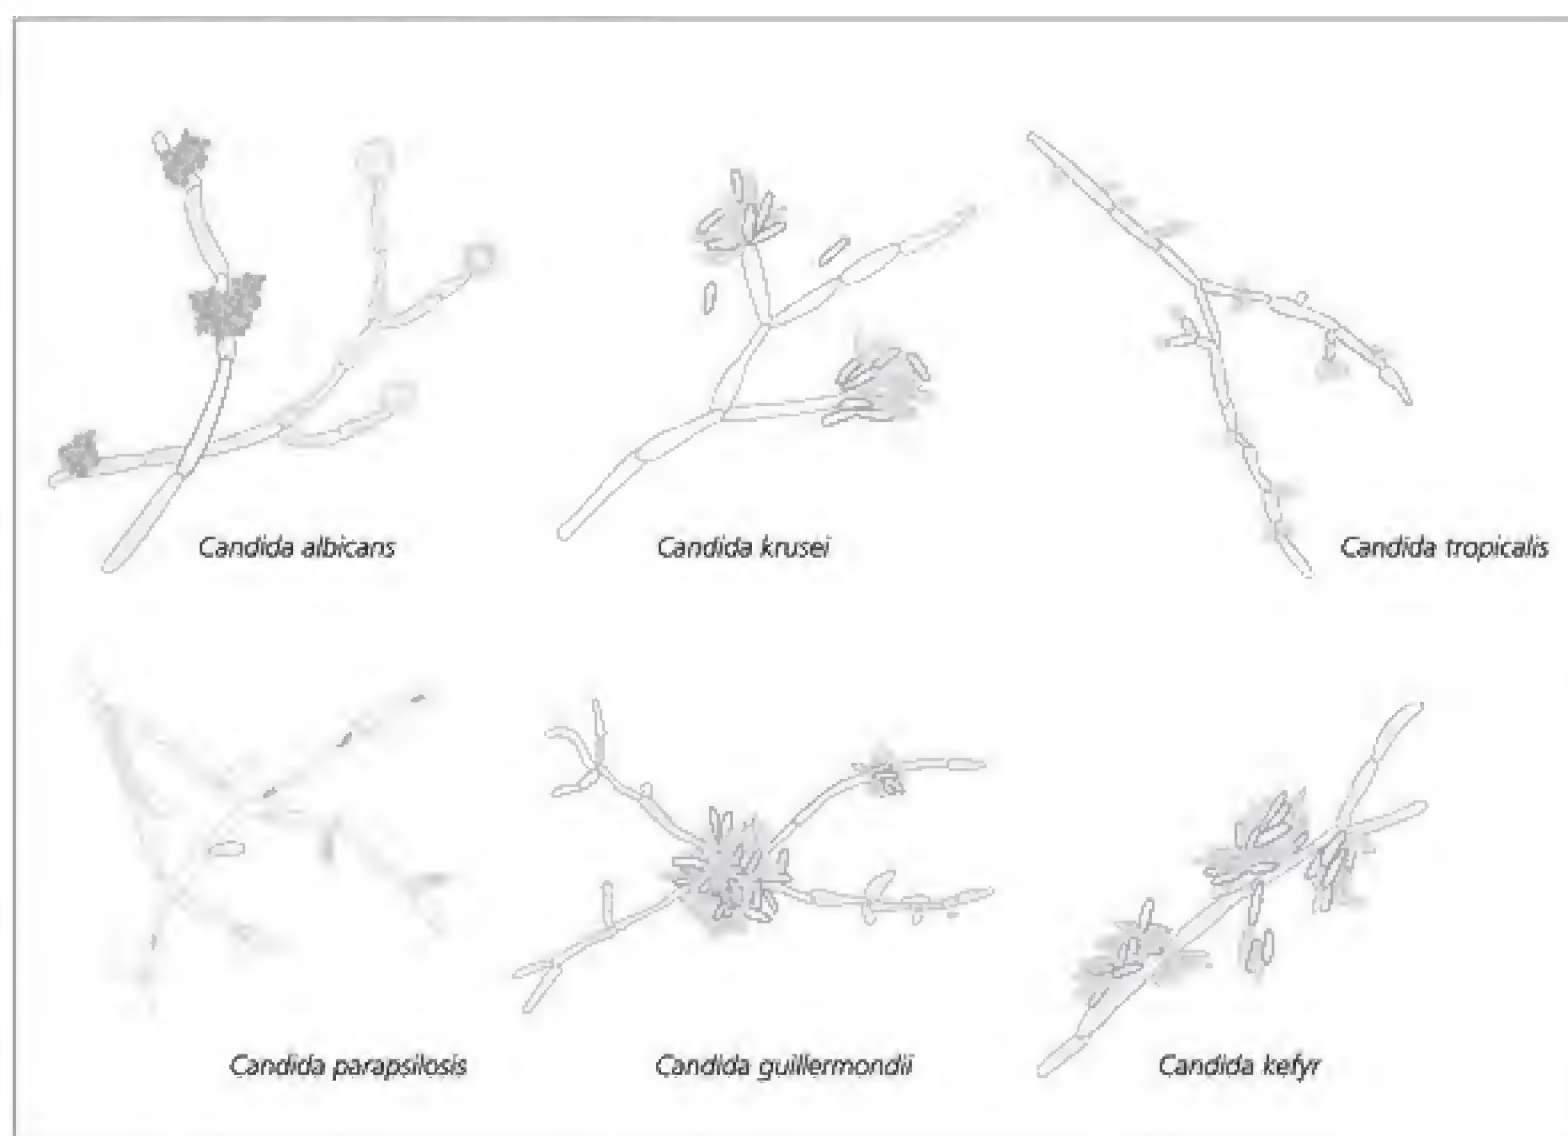 Candida albicans
Candida krusei
Candida tropicalis
Candida parapsilosis
Candida guillermondii
Candida kefyr